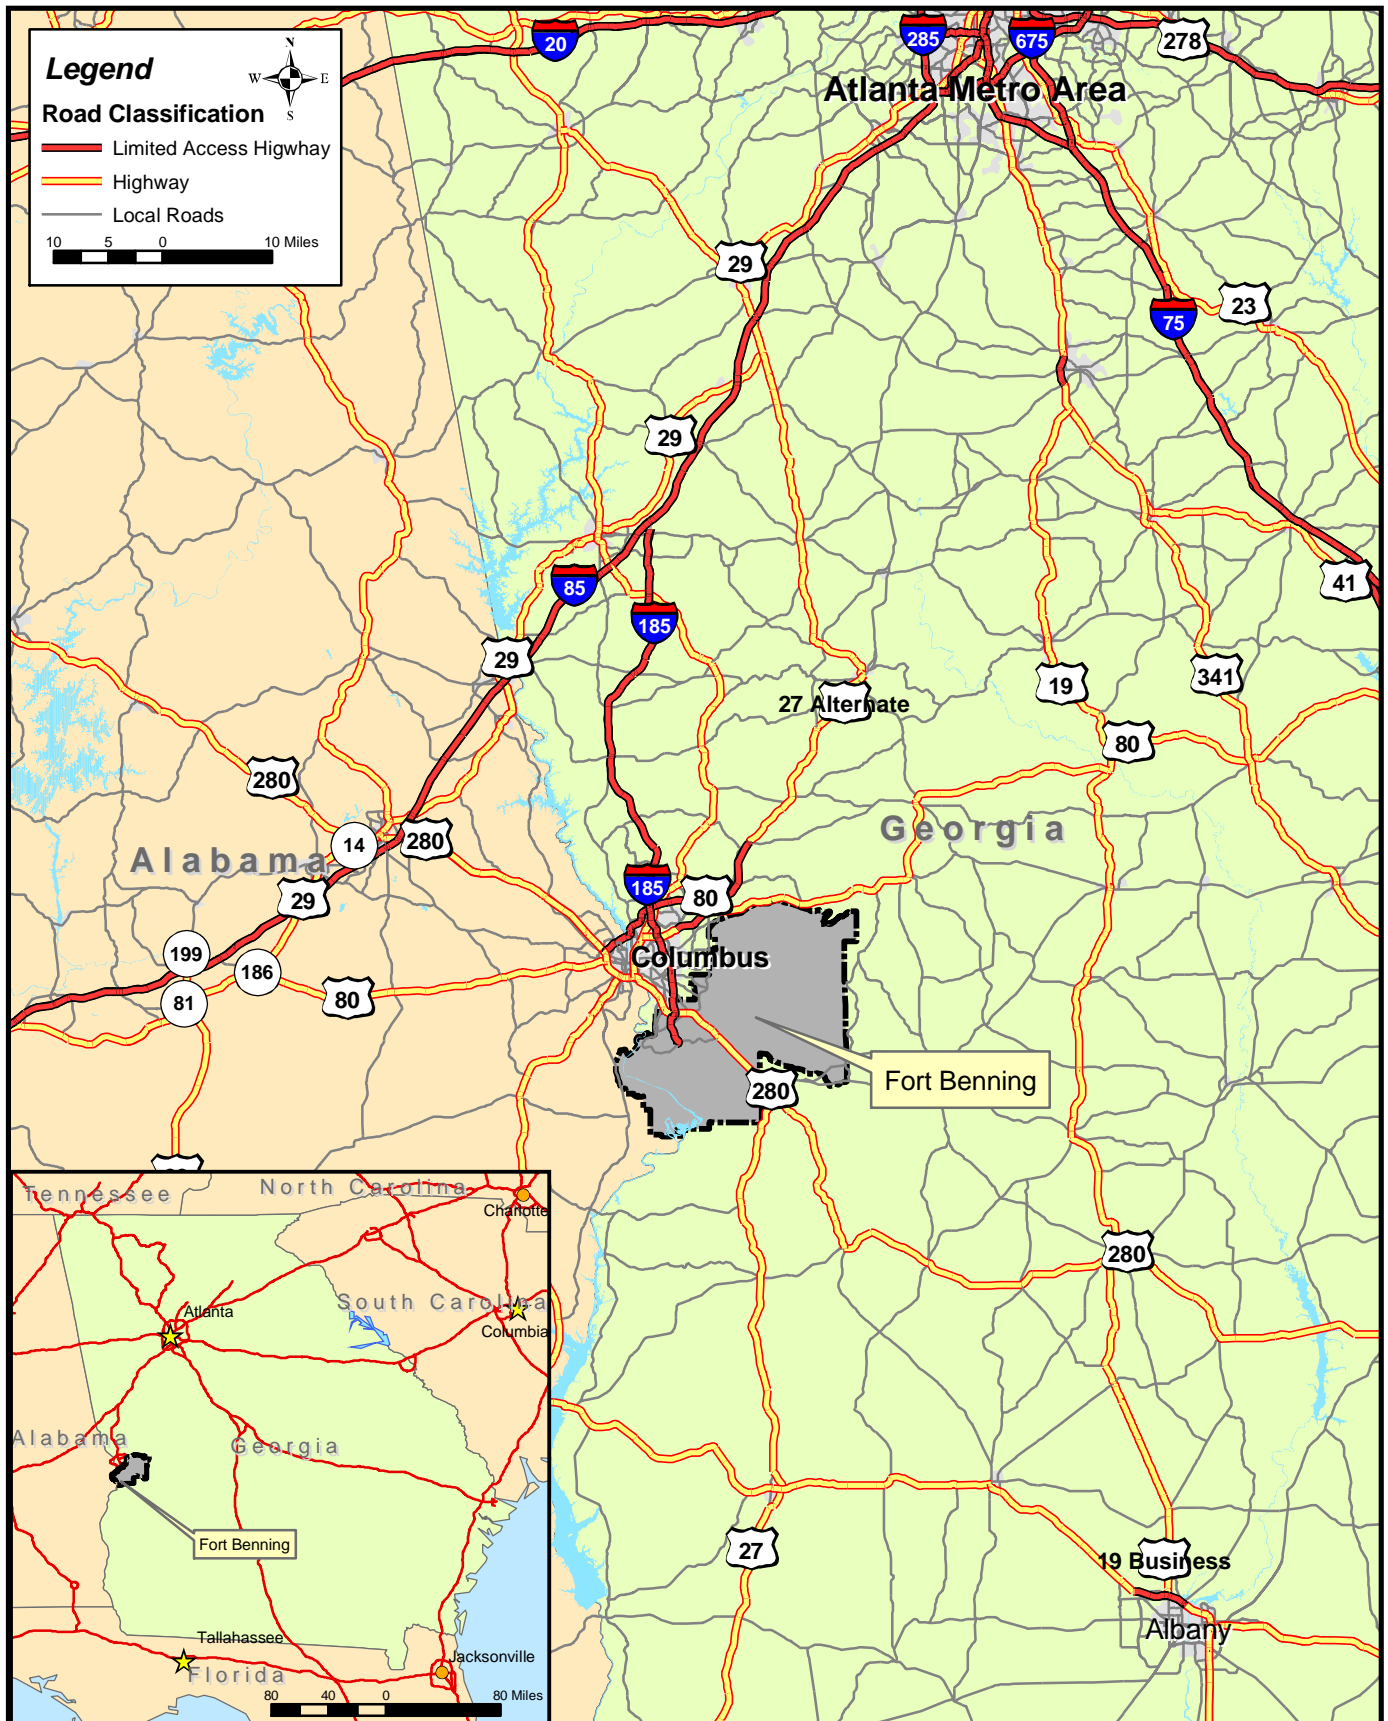 Legend
N
W E
S
Road Classification
Limited Access Higwhay
Highway
Local Roads
10 5 0 10 Miles
20
285
675
278
Atlanta Metro Area
29
23
75
29
85
41
185
29
19
341
27 Alternate
80
280
14
280
Georgia
Alabama
185
29
80
199
Columbus
186
81
80
Fort Benning
280
280
27
19 Business
Albany
Tennessee
North Carolina
Charlotte
South Carolina
Atlanta
Columbia
Alabama
Georgia
Fort Benning
Tallahassee
Jacksonville
Florida
80 40 0 80 Miles